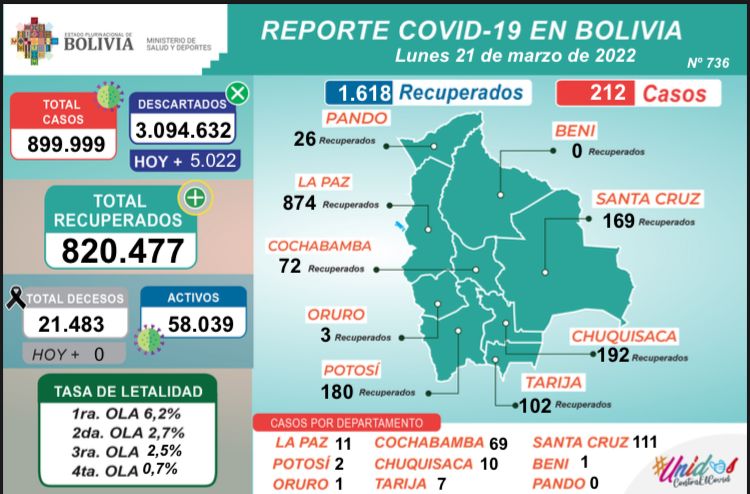 ESTADO PLURINACIONAL DE
BOLIVIA
MINISTERIO DE
SALUD Y DEPORTES
REPORTE COVID-19 EN BOLIVIA
Lunes 21 de marzo de 2022
Nº 736
TOTAL
CASOS
899.999
DESCARTADOS
3.094.632
HOY + 5.022
TOTAL
RECUPERADOS
820.477
TOTAL DECESOS
21.483
HOY + 0
ACTIVOS
58.039
TASA DE LETALIDAD
1ra. OLA 6,2%
2da. OLA 2,7%
3ra. OLA 2,5%
4ta. OLA 0,7%
1.618 Recuperados
212 Casos
PANDO
26 Recuperados
BENI
0 Recuperados
LA PAZ
874 Recuperados
SANTA CRUZ
169 Recuperados
COCHABAMBA
72 Recuperados
ORURO
3 Recuperados
CHUQUISACA
192 Recuperados
POTOSÍ
180 Recuperados
TARIJA
102 Recuperados
CASOS POR DEPARTAMENTO
LA PAZ 11 COCHABAMBA 69 SANTA CRUZ 111
POTOSÍ 2 CHUQUISACA 10 BENI 1
ORURO 1 TARIJA 7 PANDO 0
#Unidos
ContraElCovid